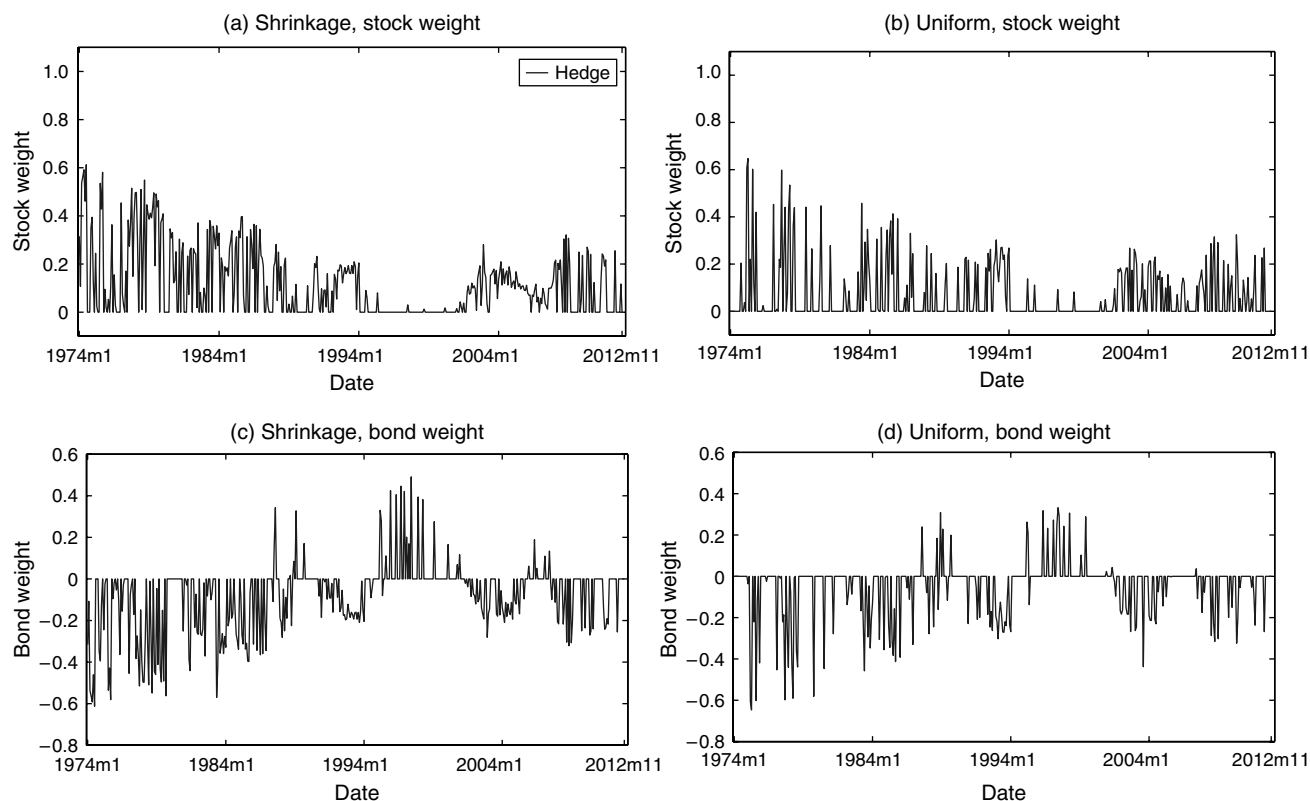 (a) Shrinkage, stock weight
1.0
0.8
0.6
0.4
0.2
0
Stock weight
Hedge
1974m1 1984m1 1994m1 2004m1 2012m11
Date
(b) Uniform, stock weight
1.0
0.8
0.6
0.4
0.2
0
Stock weight
1974m1 1984m1 1994m1 2004m1 2012m11
Date
(c) Shrinkage, bond weight
0.6
0.4
0.2
0
−0.2
−0.4
−0.6
−0.8
Bond weight
1974m1 1984m1 1994m1 2004m1 2012m11
Date
(d) Uniform, bond weight
0.6
0.4
0.2
0
−0.2
−0.4
−0.6
−0.8
Bond weight
1974m1 1984m1 1994m1 2004m1 2012m11
Date